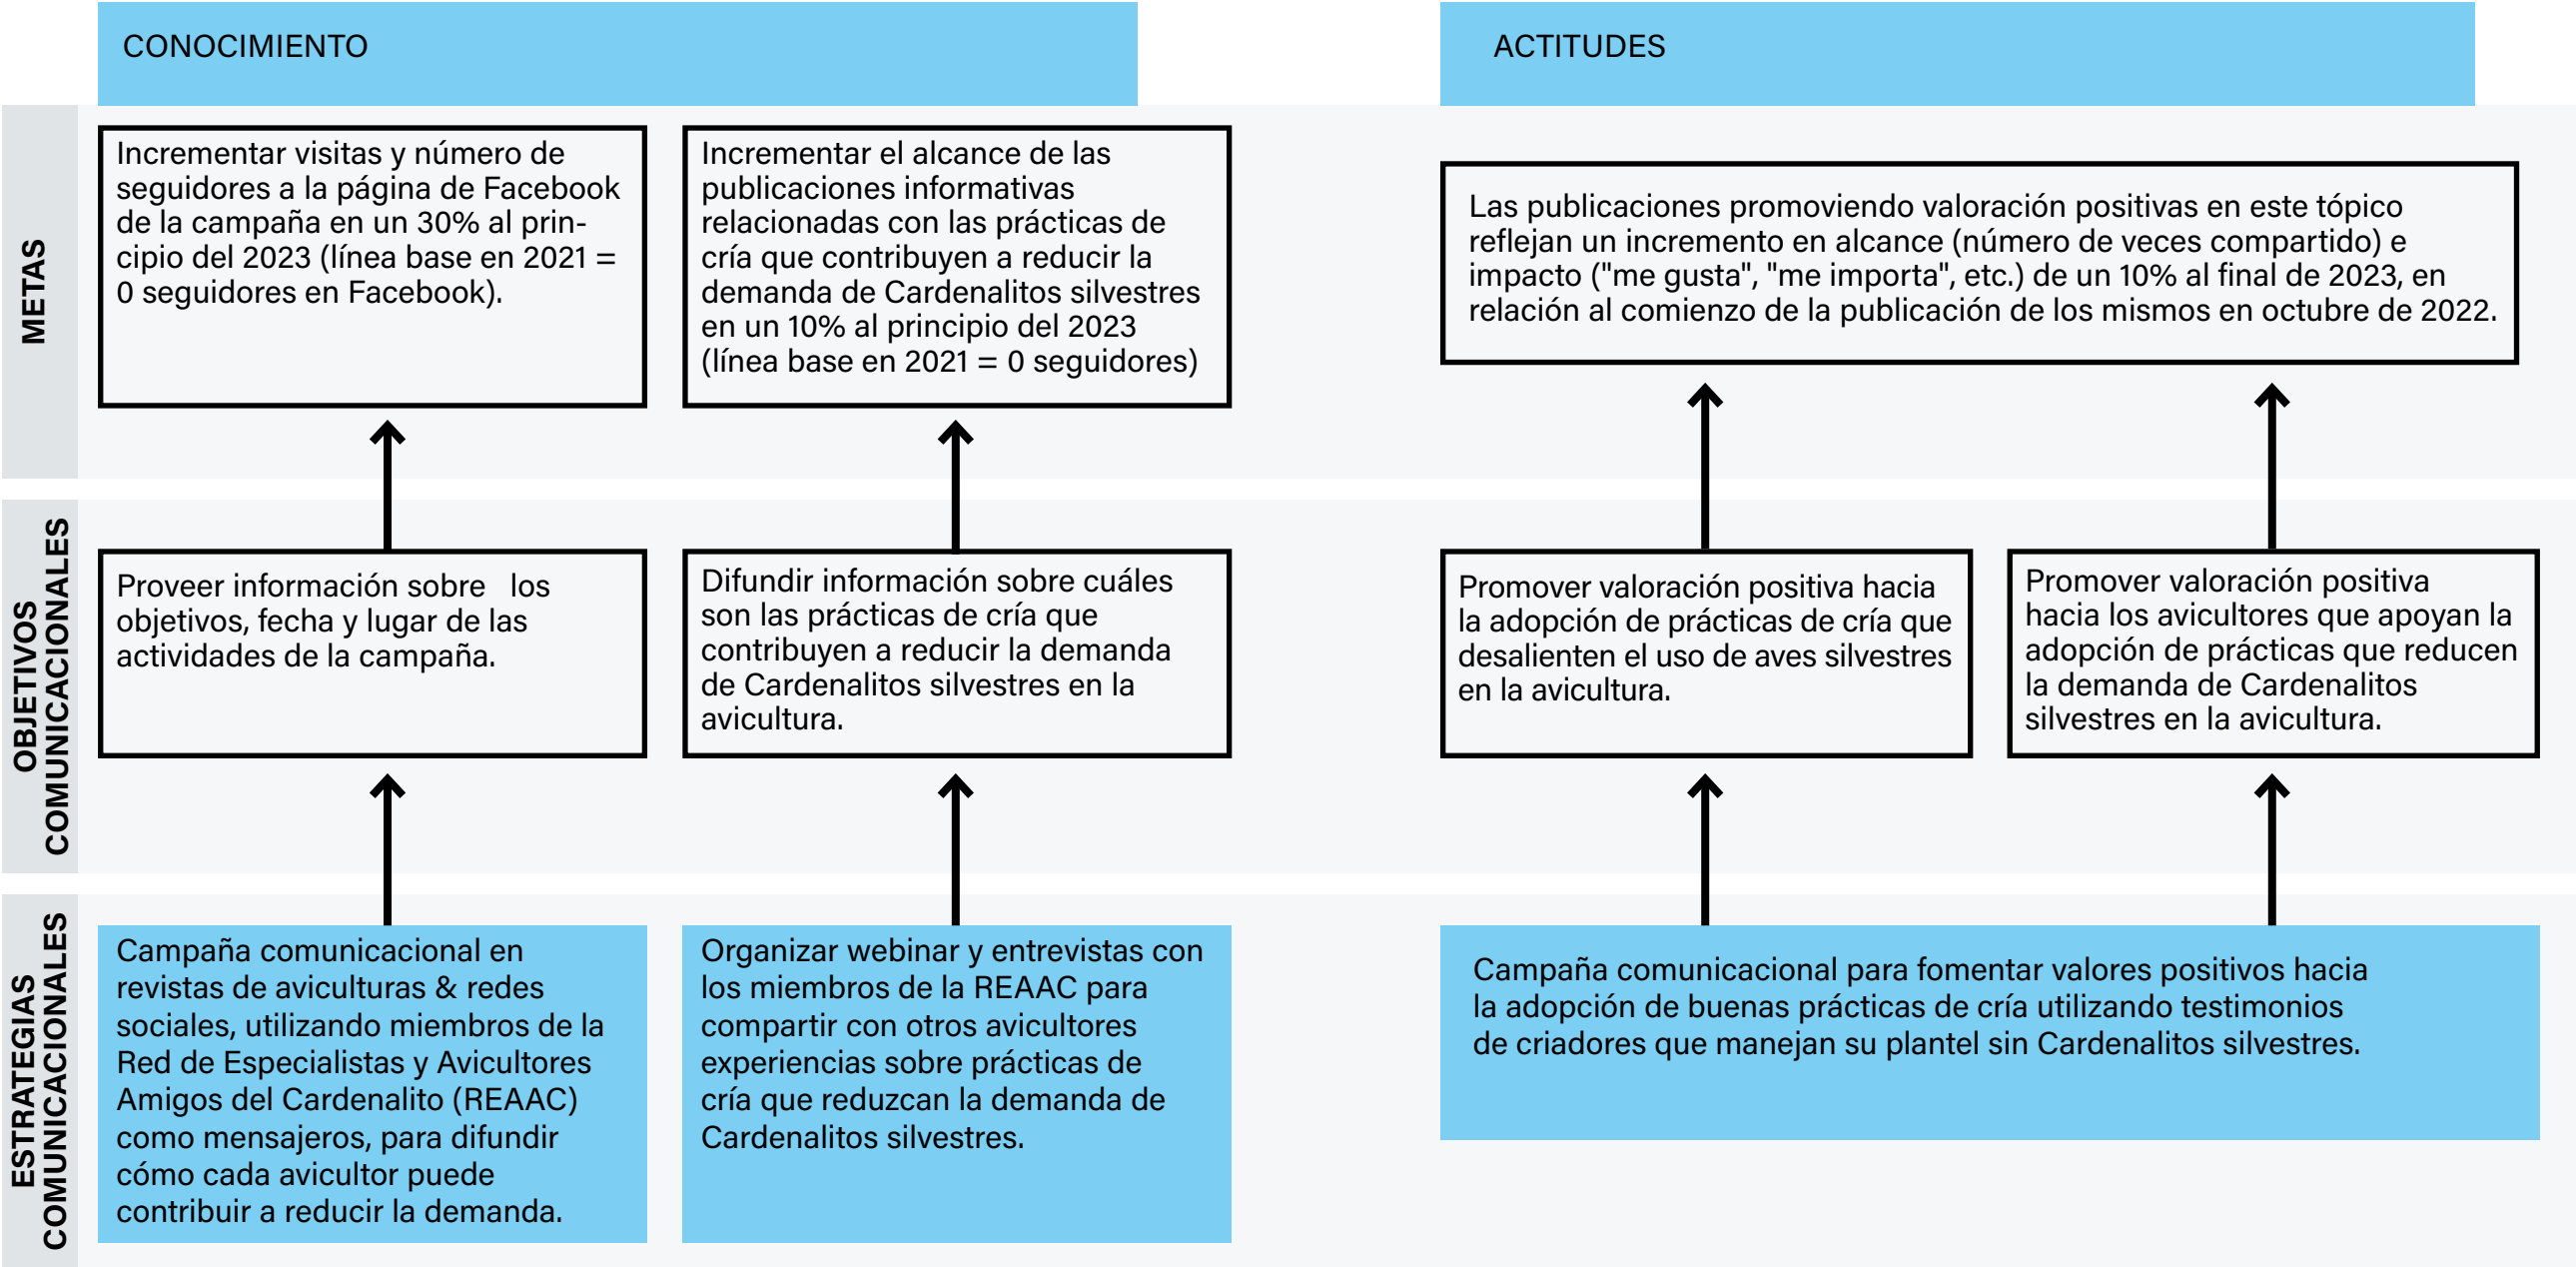 CONOCIMIENTO
ACTITUDES
METAS
Incrementar visitas y número de
seguidores a la página de Facebook
de la campaña en un 30% al prin-
cipio del 2023 (línea base en 2021 =
0 seguidores en Facebook).
Incrementar el alcance de las
publicaciones informativas
relacionadas con las prácticas de
cría que contribuyen a reducir la
demanda de Cardenalitos silvestres
en un 10% al principio del 2023
(línea base en 2021 = 0 seguidores)
Las publicaciones promoviendo valoración positivas en este tópico
reflejan un incremento en alcance (número de veces compartido) e
impacto ("me gusta", "me importa", etc.) de un 10% al final de 2023, en
relación al comienzo de la publicación de los mismos en octubre de 2022.
OBJETIVOS
COMUNICACIONALES
Proveer información sobre los
objetivos, fecha y lugar de las
actividades de la campaña.
Difundir información sobre cuáles
son las prácticas de cría que
contribuyen a reducir la demanda
de Cardenalitos silvestres en la
avicultura.
Promover valoración positiva hacia
la adopción de prácticas de cría que
desalienten el uso de aves silvestres
en la avicultura.
Promover valoración positiva
hacia los avicultores que apoyan la
adopción de prácticas que reducen
la demanda de Cardenalitos
silvestres en la avicultura.
ESTRATEGIAS
COMUNICACIONALES
Campaña comunicacional en
revistas de aviculturas & redes
sociales, utilizando miembros de la
Red de Especialistas y Avicultores
Amigos del Cardenalito (REAAC)
como mensajeros, para difundir
cómo cada avicultor puede
contribuir a reducir la demanda.
Organizar webinar y entrevistas con
los miembros de la REAAC para
compartir con otros avicultores
experiencias sobre prácticas de
cría que reduzcan la demanda de
Cardenalitos silvestres.
Campaña comunicacional para fomentar valores positivos hacia
la adopción de buenas prácticas de cría utilizando testimonios
de criadores que manejan su plantel sin Cardenalitos silvestres.